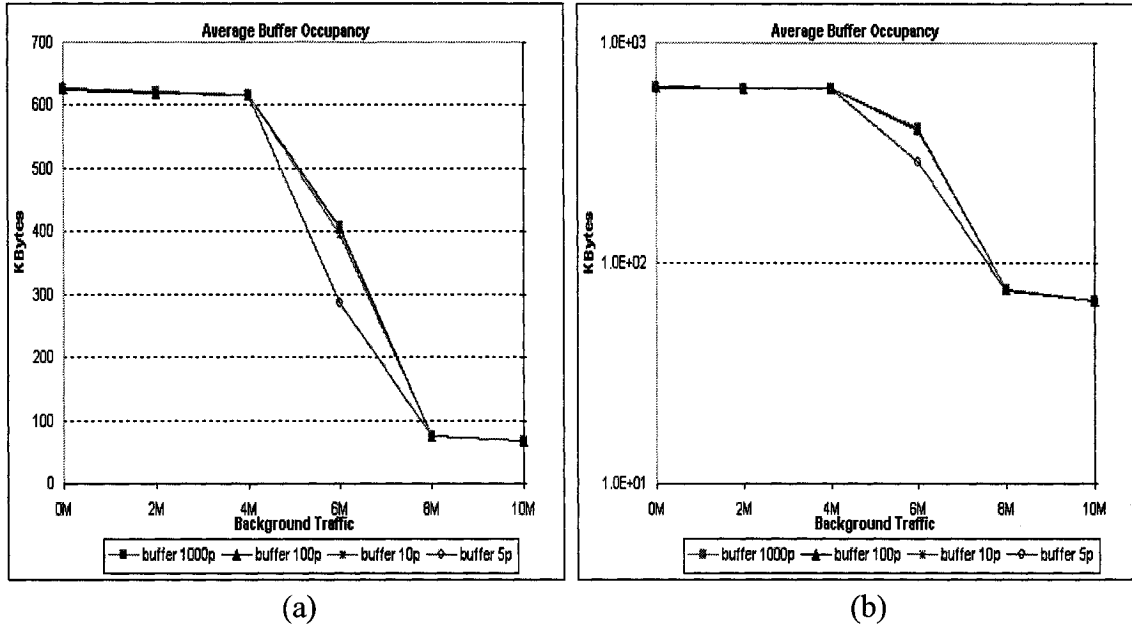 Average Buffer Occupancy
700
600
500
400
300
200
100
0
KBytes
0M 2M 4M 6M 8M 10M
Background Traffic
buffer 1000p buffer 100p buffer 10p buffer 5p
(a)
Average Buffer Occupancy
1.0E+03
1.0E+02
1.0E+01
KBytes
0M 2M 4M 6M 8M 10M
Background Traffic
buffer 1000p buffer 100p buffer 10p buffer 5p
(b)